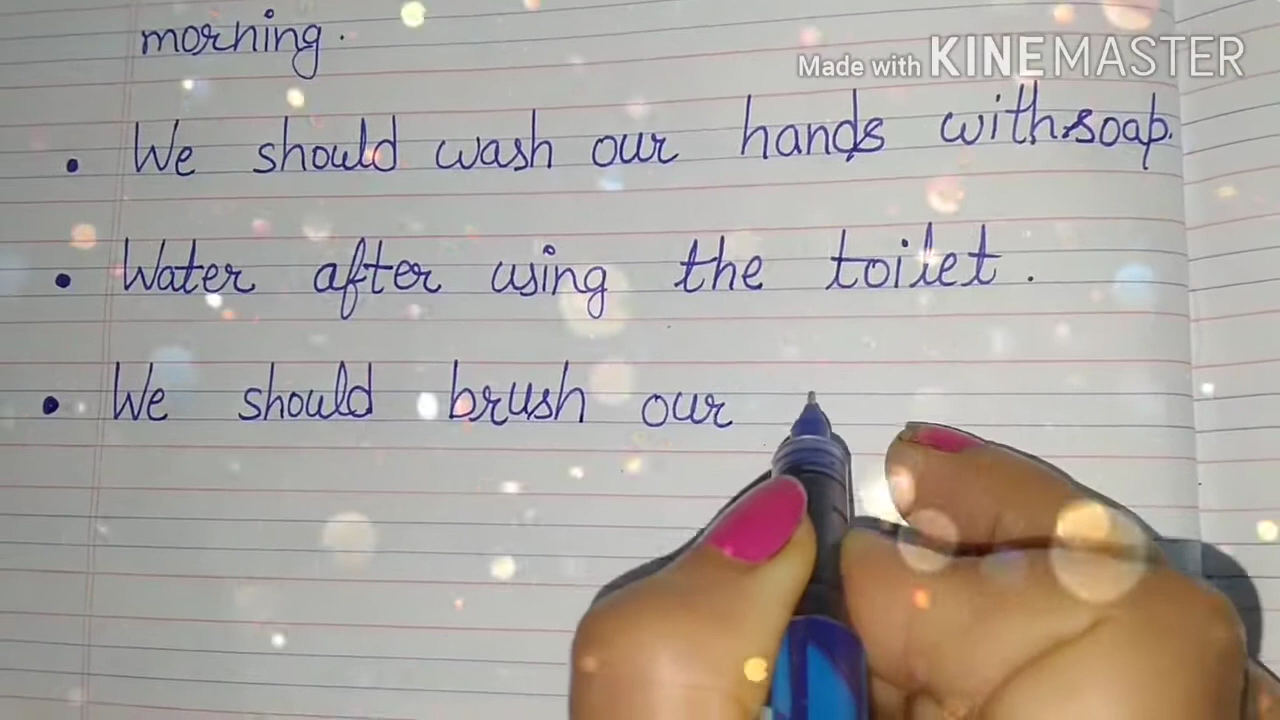 morning.
Made with KINEMASTER
• We should wash our hands with soap.
• Water after using the toilet.
• We should brush our